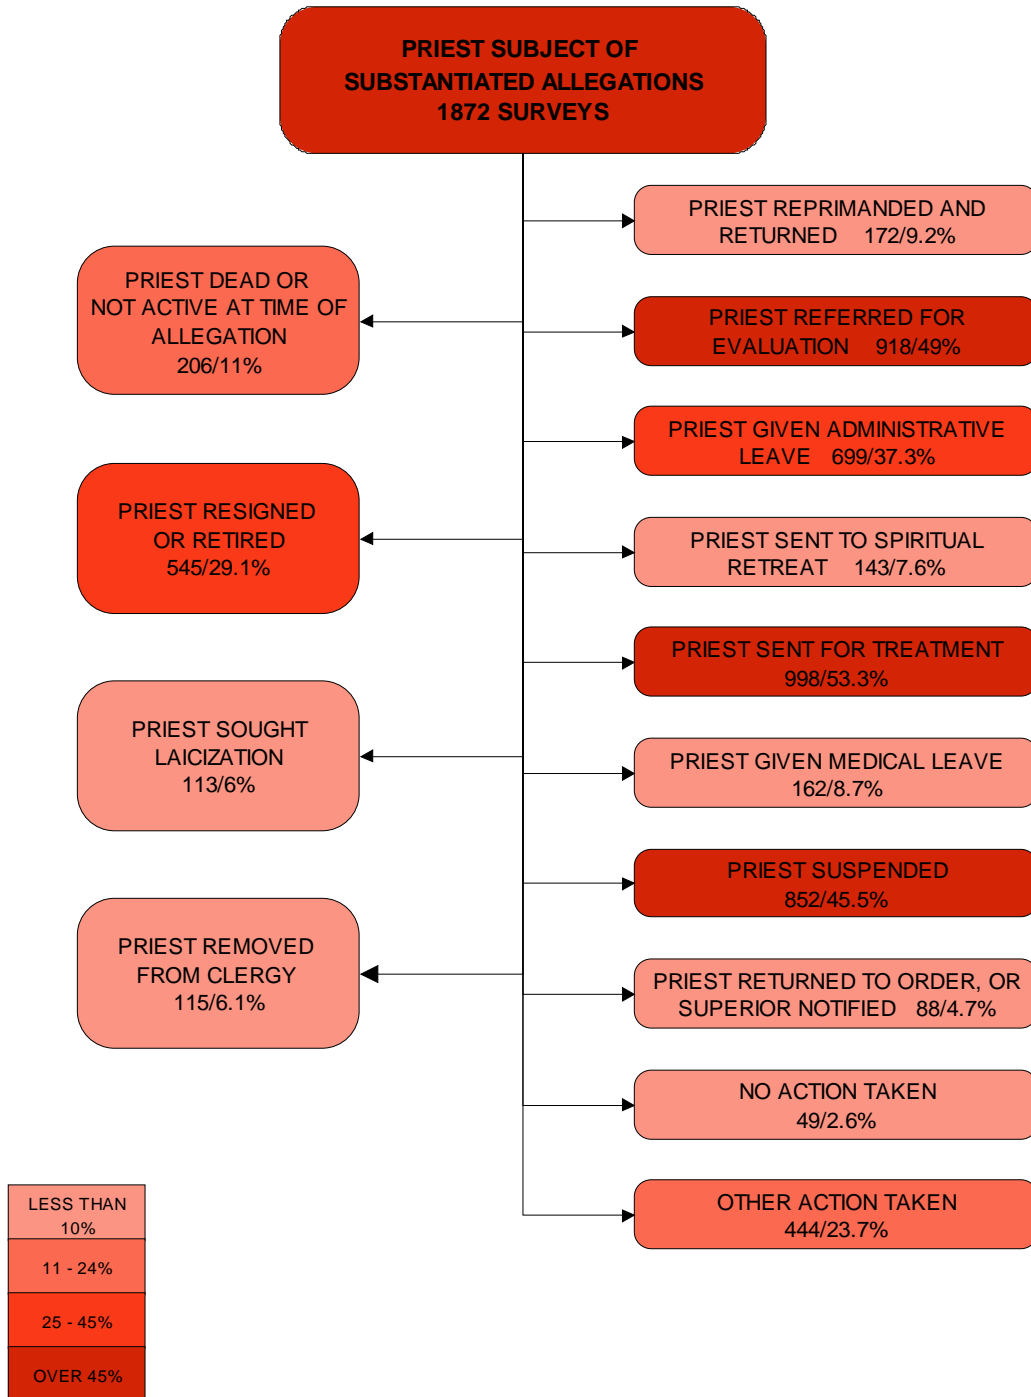 PRIEST SUBJECT OF
SUBSTANTIATED ALLEGATIONS
1872 SURVEYS
PRIEST REPRIMANDED AND
RETURNED 172/9.2%
PRIEST DEAD OR
NOT ACTIVE AT TIME OF
ALLEGATION
206/11%
PRIEST REFERRED FOR
EVALUATION 918/49%
PRIEST GIVEN ADMINISTRATIVE
LEAVE 699/37.3%
PRIEST RESIGNED
OR RETIRED
545/29.1%
PRIEST SENT TO SPIRITUAL
RETREAT 143/7.6%
PRIEST SENT FOR TREATMENT
998/53.3%
PRIEST SOUGHT
LAICIZATION
113/6%
PRIEST GIVEN MEDICAL LEAVE
162/8.7%
PRIEST SUSPENDED
852/45.5%
PRIEST REMOVED
FROM CLERGY
115/6.1%
PRIEST RETURNED TO ORDER, OR
SUPERIOR NOTIFIED 88/4.7%
NO ACTION TAKEN
49/2.6%
OTHER ACTION TAKEN
444/23.7%
LESS THAN
10%
11 - 24%
25 - 45%
OVER 45%